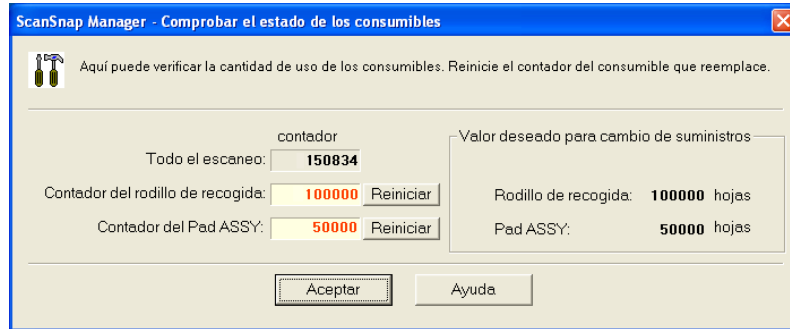 ScanSnap Manager - Comprobar el estado de los consumibles
Aquí puede verificar la cantidad de uso de los consumibles. Reinicie el contador del consumible que reemplace.
contador
Todo el escaneo: 150834
Contador del rodillo de recogida: 100000 Reiniciar
Contador del Pad ASSY: 50000 Reiniciar
Valor deseado para cambio de suministros
Rodillo de recogida: 100000 hojas
Pad ASSY: 50000 hojas
Aceptar Ayuda